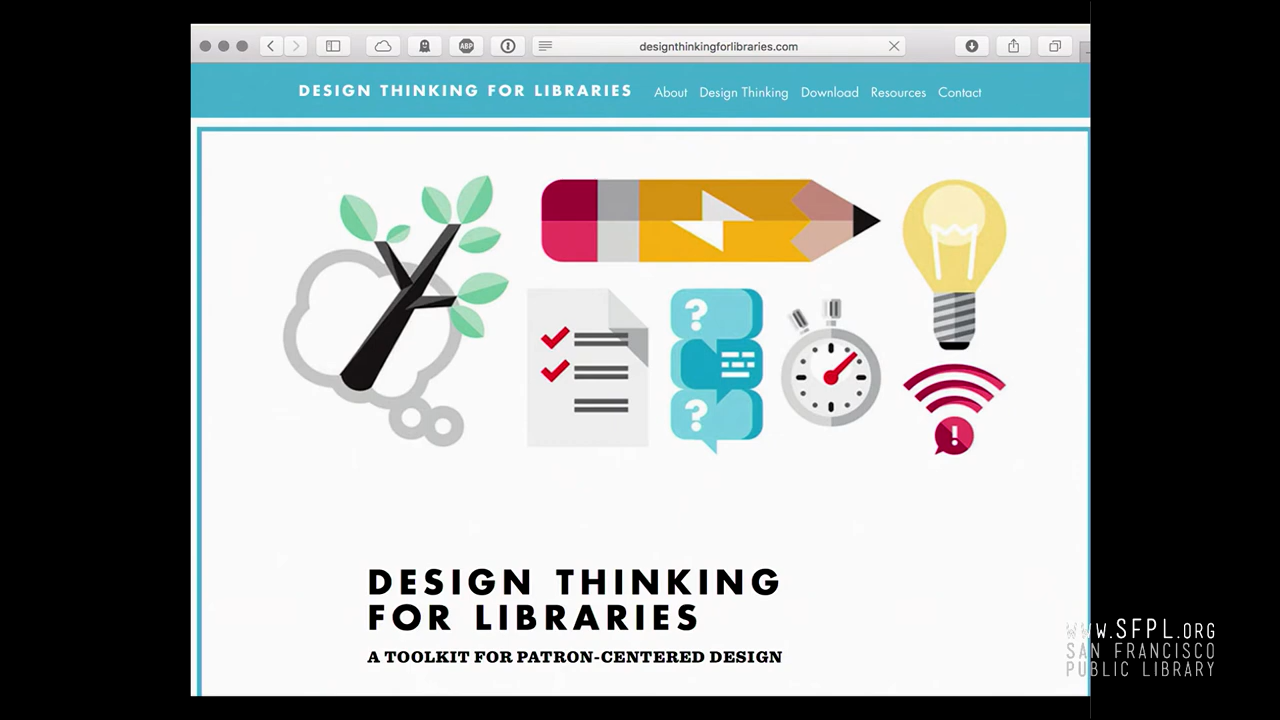 designthinkingforlibraries.com
ABP
DESIGN THINKING FOR LIBRARIES About Design Thinking Download Resources Contact
?
?
!
DESIGN THINKING
FOR LIBRARIES
A TOOLKIT FOR PATRON-CENTERED DESIGN
www.SFPL.org
SAN FRANCISCO
PUBLIC LIBRARY